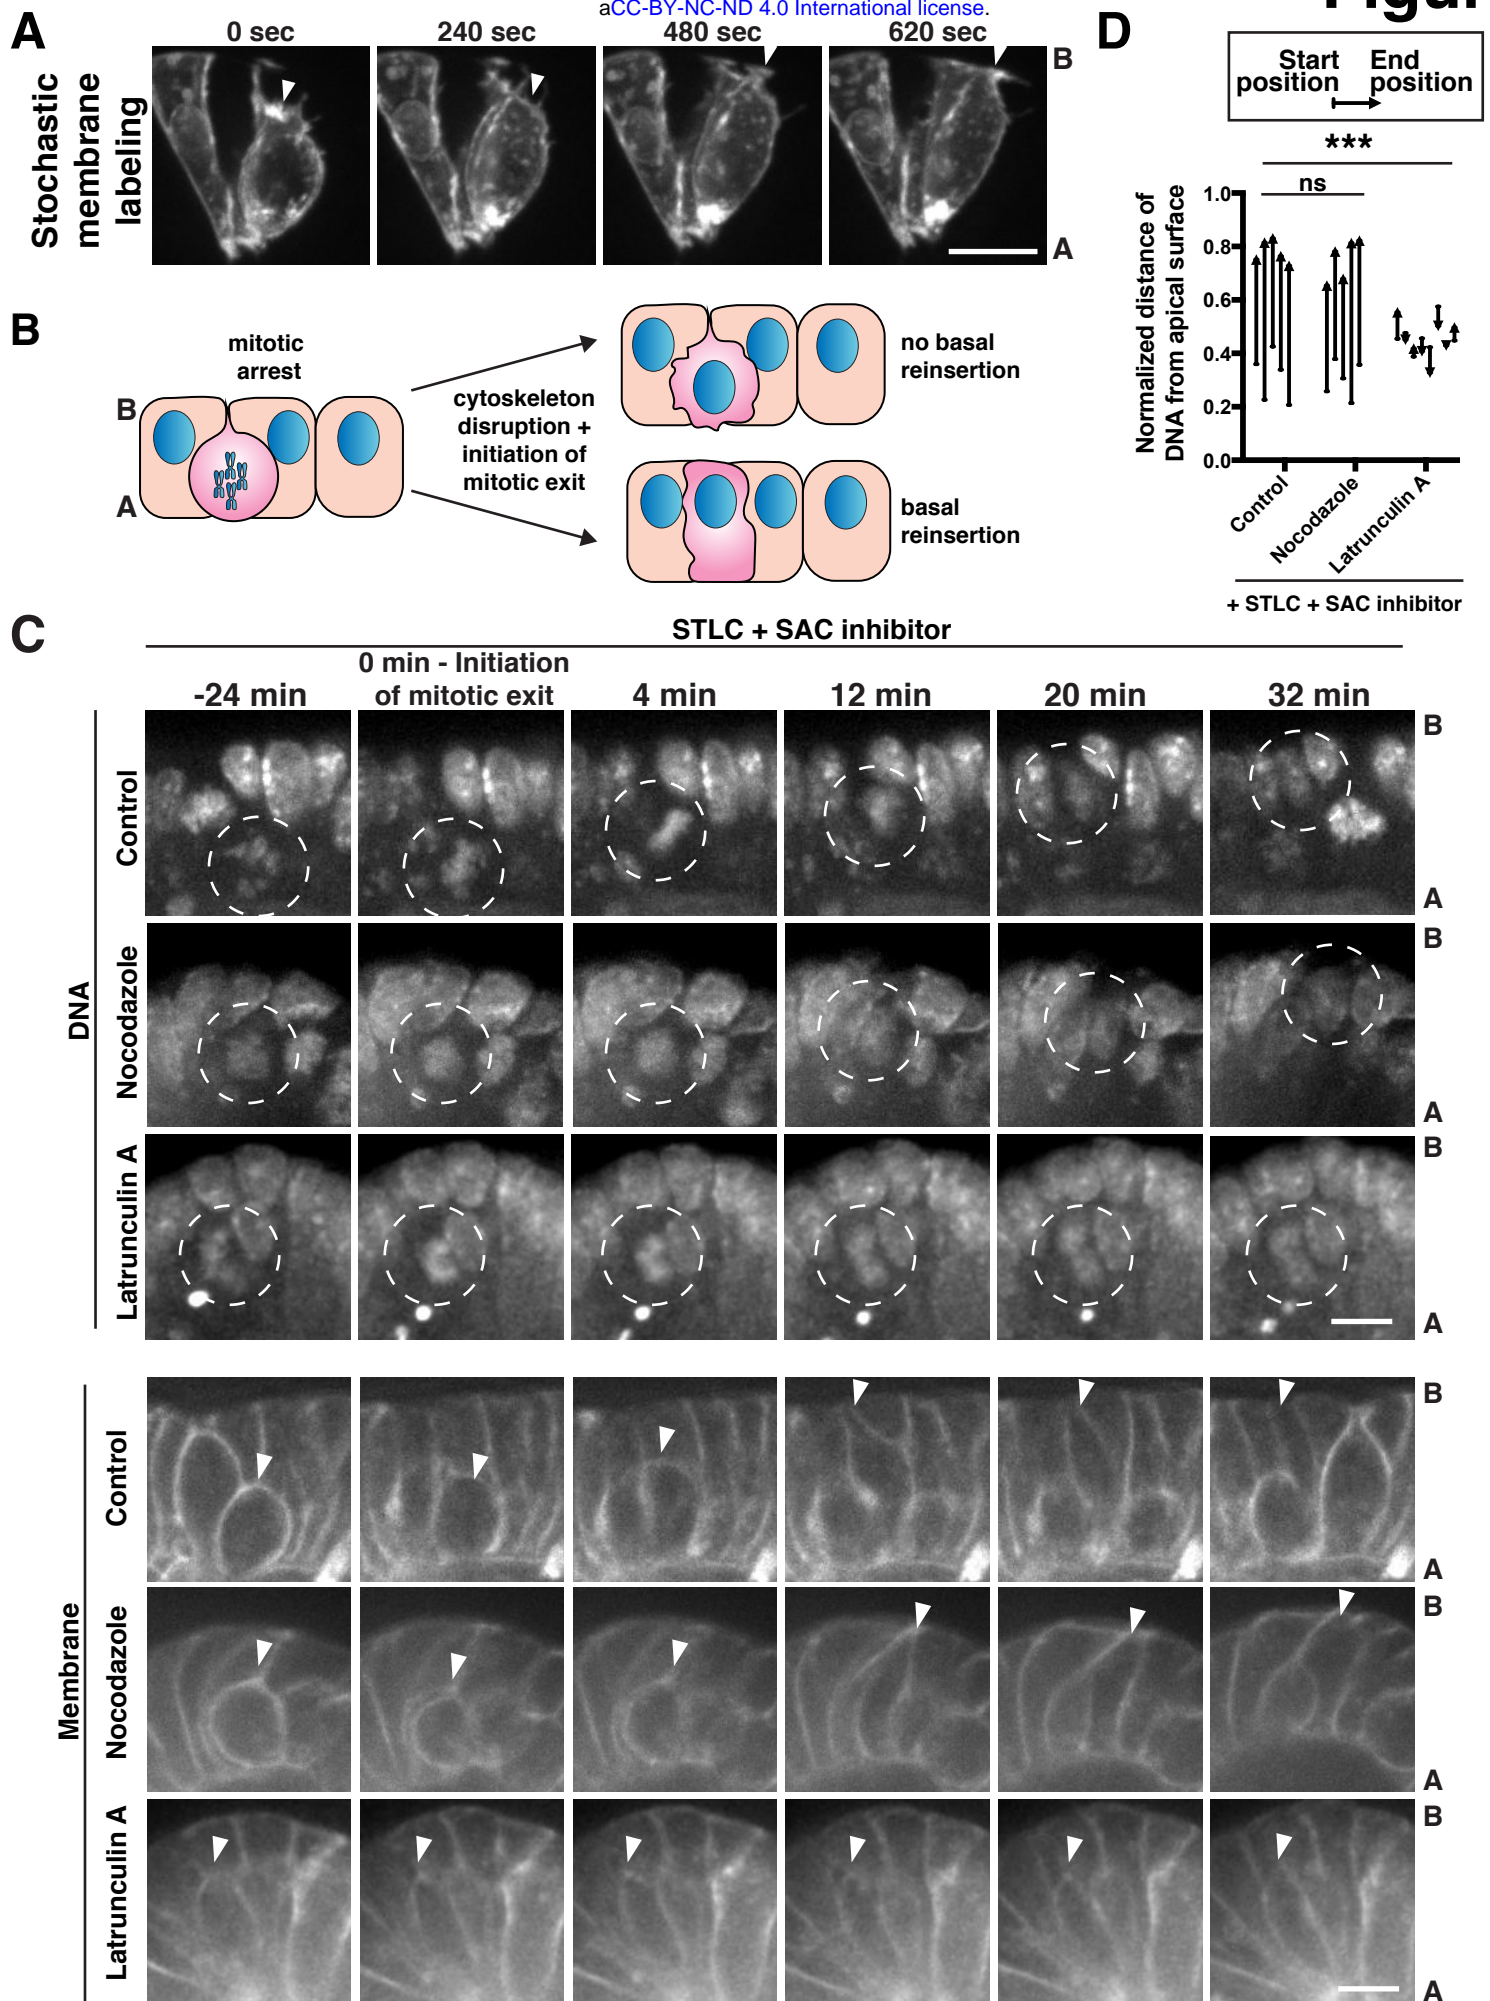 aCC-BY-NC-ND 4.0 International license.
A
0 sec
240 sec
480 sec
620 sec
Stochastic
membrane
labeling
B
A
D
Start
position
End
position
***
ns
Normalized distance of
DNA from apical surface
1.0
0.8
0.6
0.4
0.2
0.0
Control
Nocodazole
Latrunculin A
+ STLC + SAC inhibitor
B
mitotic
arrest
B
A
cytoskeleton
disruption +
initiation of
mitotic exit
no basal
reinsertion
basal
reinsertion
C
STLC + SAC inhibitor
-24 min
0 min - Initiation
of mitotic exit
4 min
12 min
20 min
32 min
DNA
Control
B
A
Nocodazole
B
A
Latrunculin A
B
A
Membrane
Control
B
A
Nocodazole
B
A
Latrunculin A
B
A